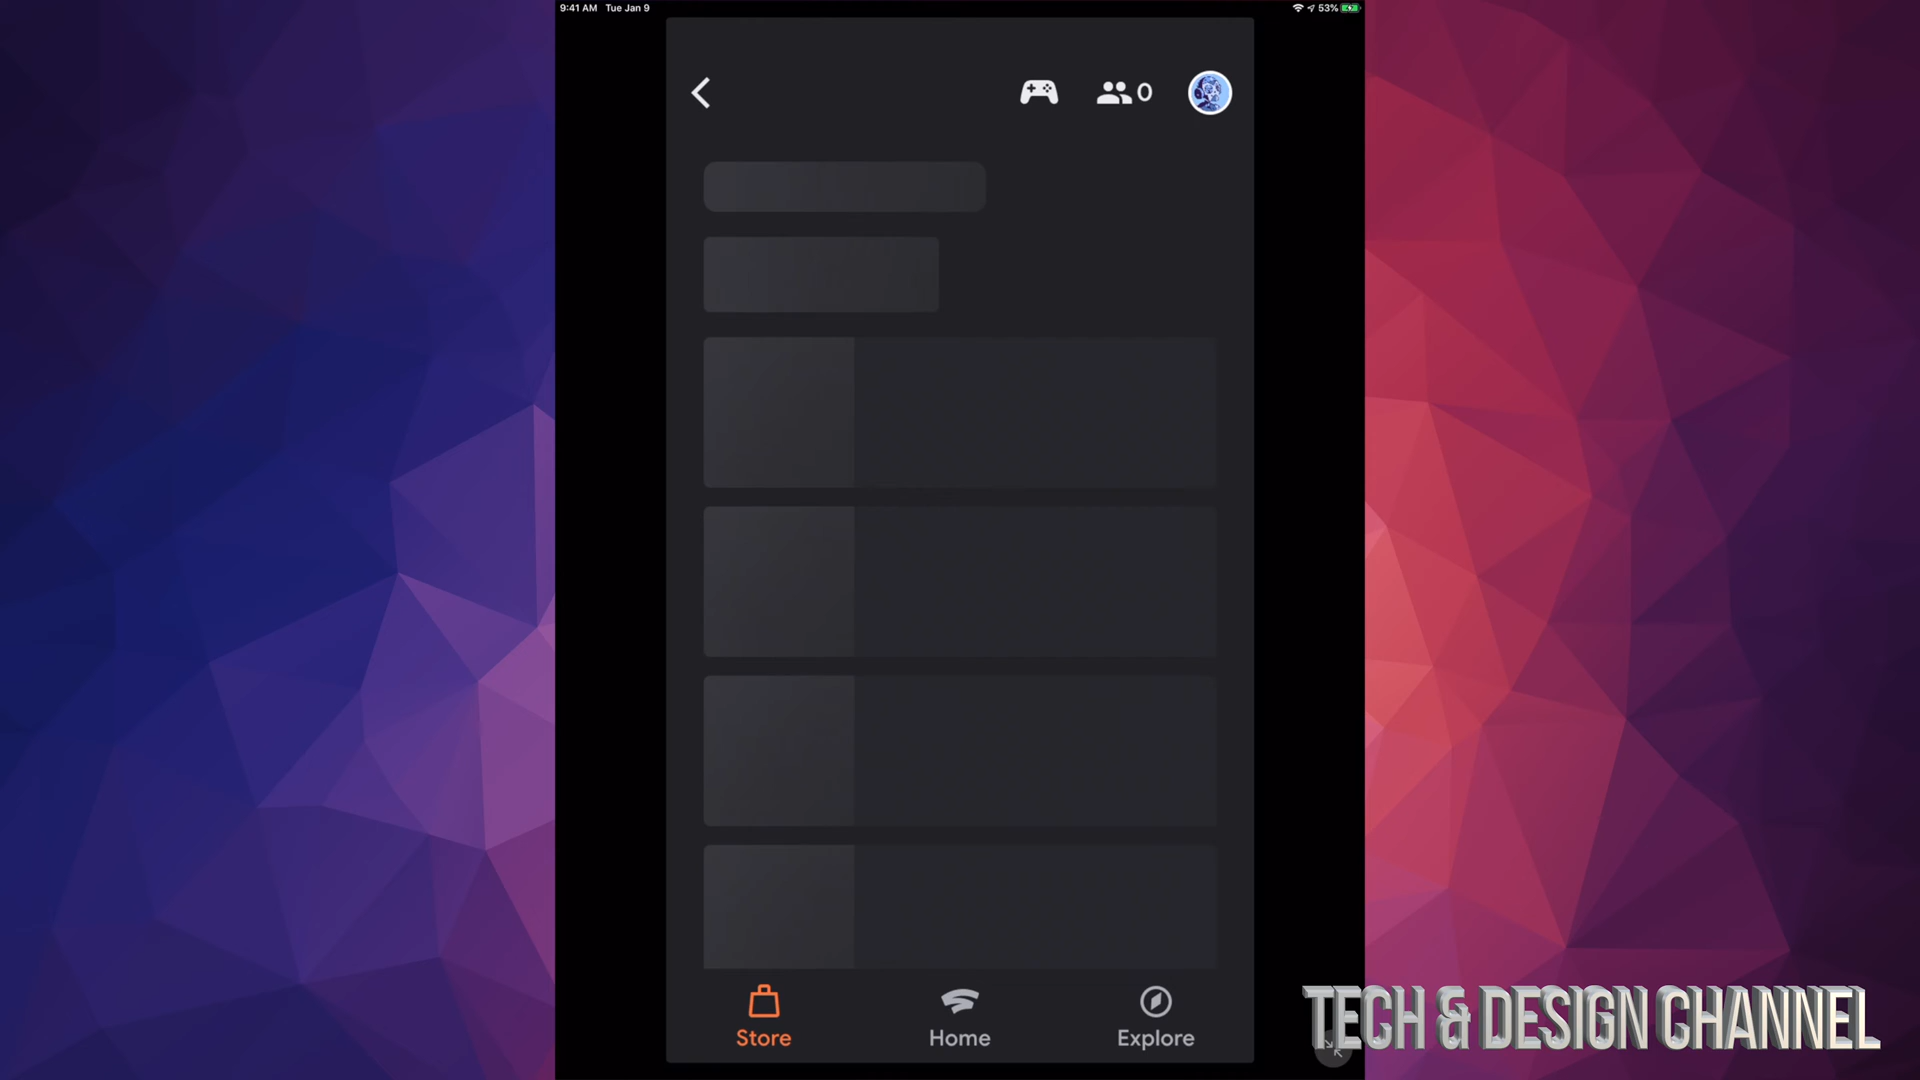 9:41 AM Tue Jan 9
53%
0
Store
Home
Explore
TECH & DESIGN CHANNEL